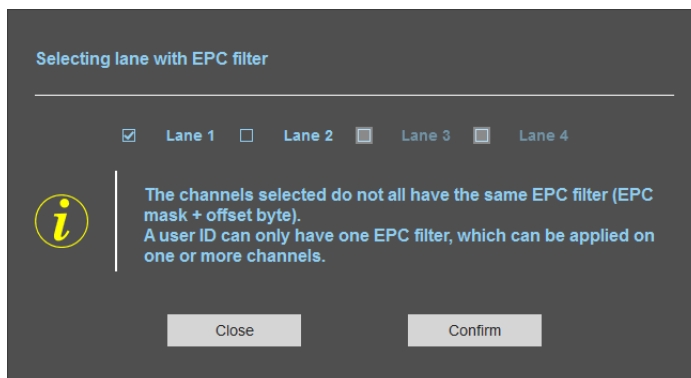 Selecting lane with EPC filter
Lane 1 Lane 2 Lane 3 Lane 4
The channels selected do not all have the same EPC filter (EPC
mask + offset byte).
A user ID can only have one EPC filter, which can be applied on
one or more channels.
Close Confirm